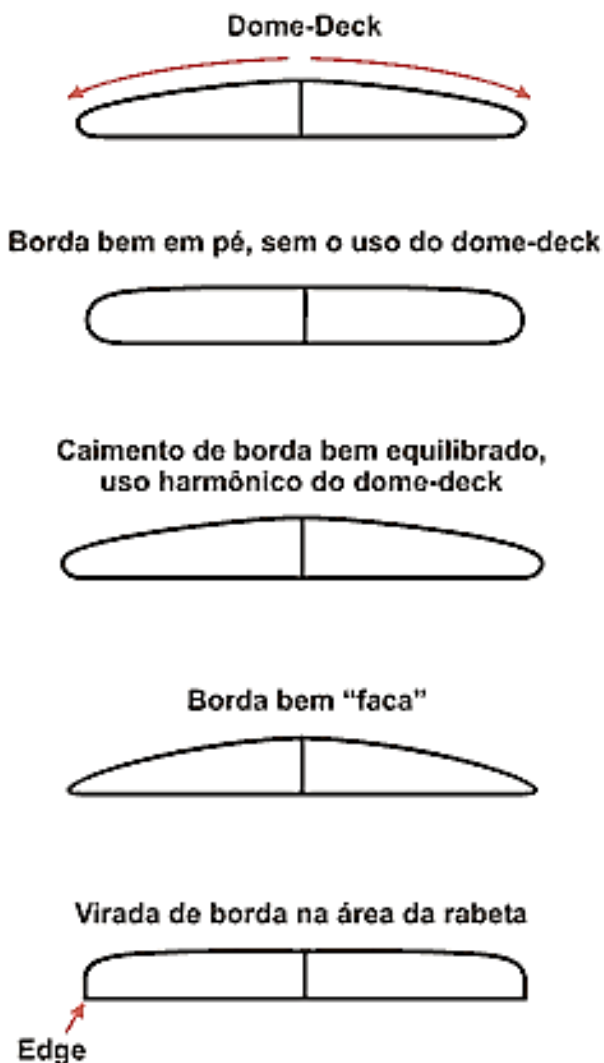 Dome-Deck
Borda bem em pé, sem o uso do dome-deck
Caimento de borda bem equilibrado,
uso harmônico do dome-deck
Borda bem “faca”
Virada de borda na área da rabeta
Edge